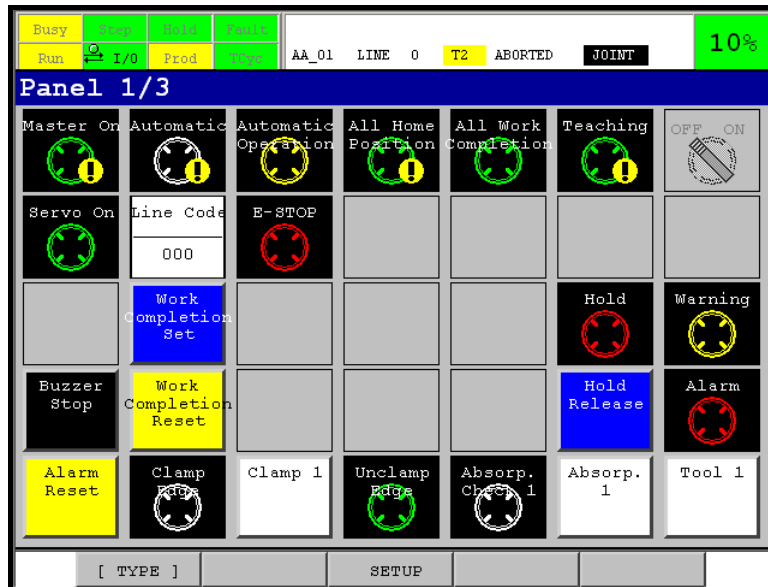 Busy Step Hold Fault
Run I/O Prod TCyc
AA_01 LINE 0 T2 ABORTED JOINT
10%
Panel 1/3
Master On
Automatic
Automatic
Operation
All Home
Position
All Work
Completion
Teaching
OFF ON
Servo On
Line Code
000
E-STOP
Work
Completion
Set
Hold
Warning
Buzzer
Stop
Work
Completion
Reset
Hold
Release
Alarm
Alarm
Reset
Clamp
Edge
Clamp 1
Unclamp
Edge
Absorp.
Check 1
Absorp.
1
Tool 1
[ TYPE ]
SETUP